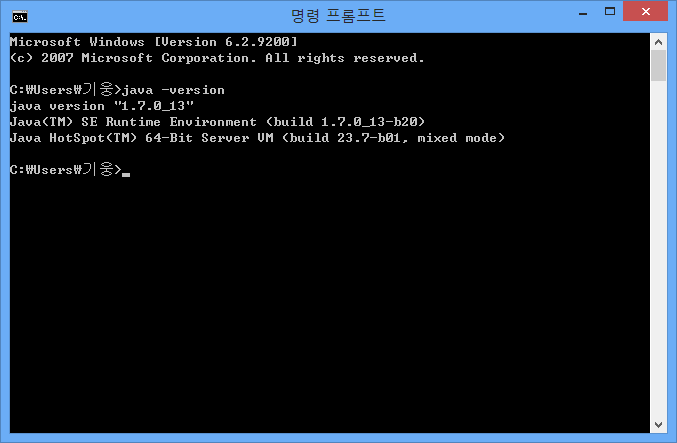 명령 프롬프트
Microsoft Windows [Version 6.2.9200]
(c) 2007 Microsoft Corporation. All rights reserved.
C:₩Users₩기웅>java -version
java version "1.7.0_13"
Java(TM) SE Runtime Environment (build 1.7.0_13-b20)
Java HotSpot(TM) 64-Bit Server VM (build 23.7-b01, mixed mode)
C:₩Users₩기웅>